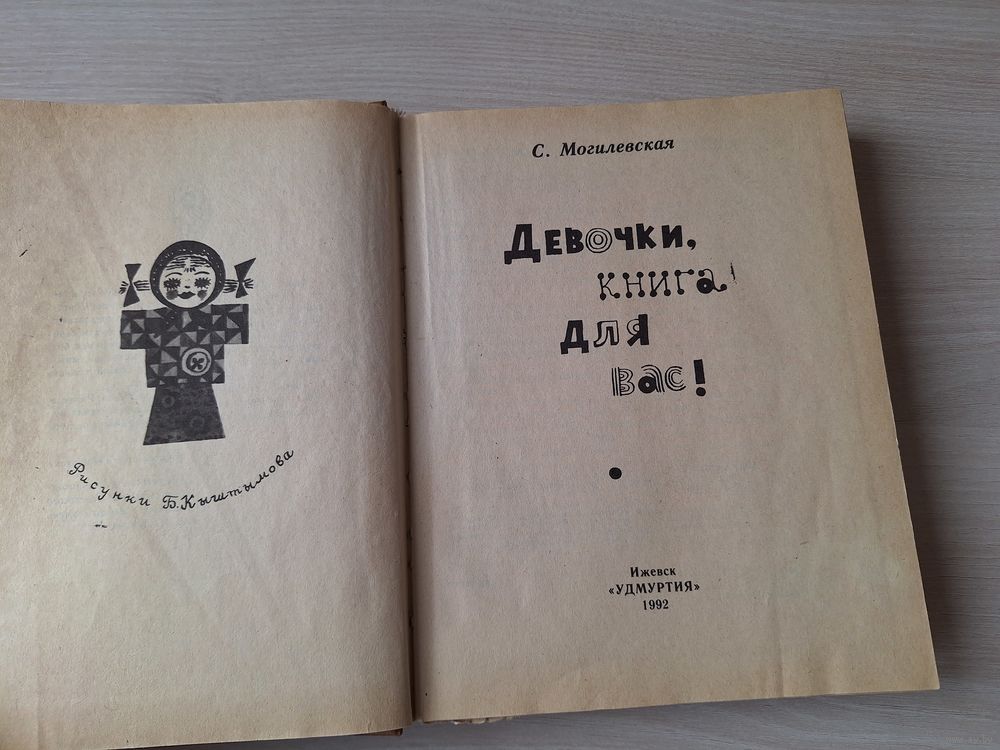 Рисунки Б. Кыштымова
С. Могилевская
Девочки,
книга
для
вас!
Ижевск
«УДМУРТИЯ»
1992